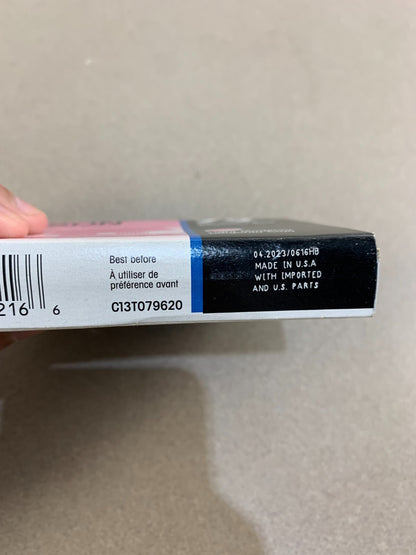 Best before
À utiliser de
préférence avant
C13T079620
216 6
04.2023/0616HB
MADE IN U.S.A
WITH IMPORTED
AND U.S. PARTS